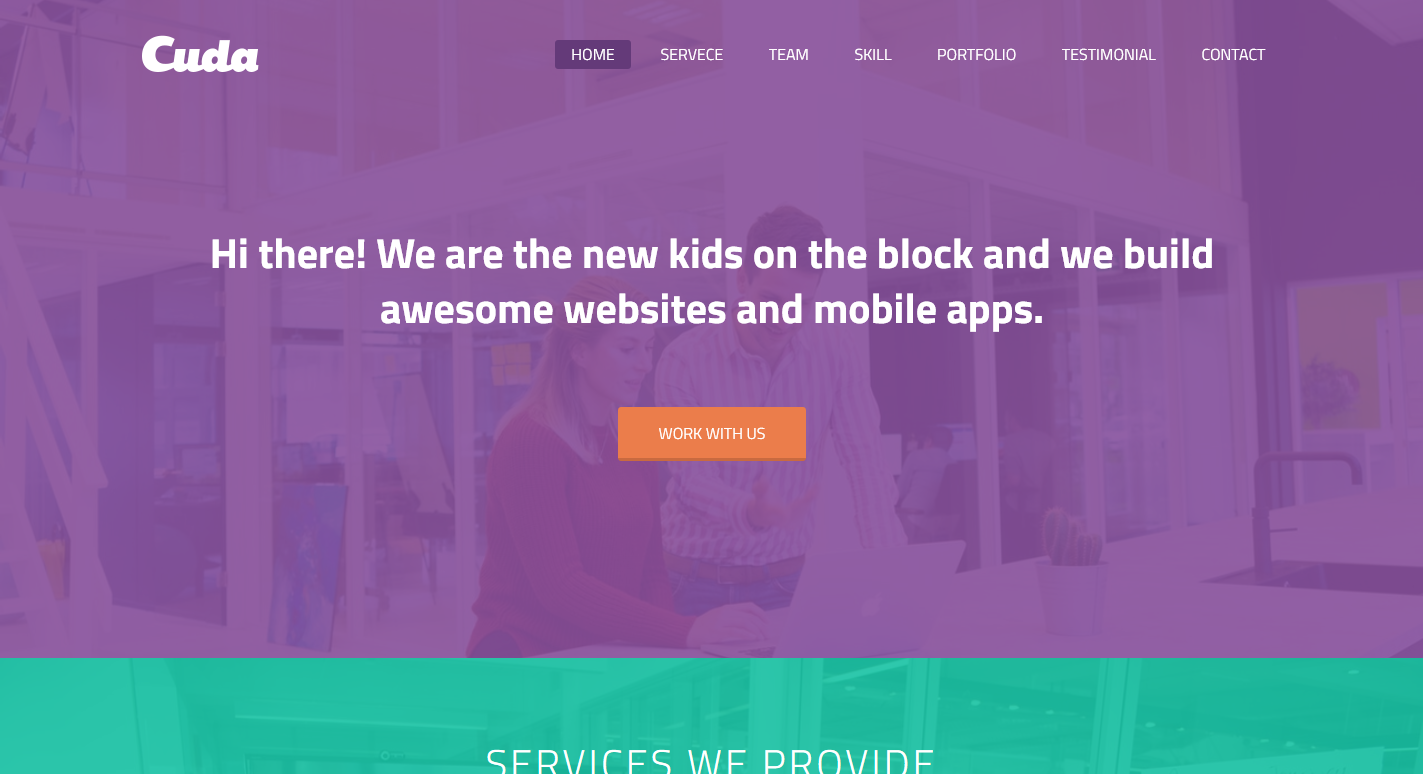 Cuda
HOME SERVECE TEAM SKILL PORTFOLIO TESTIMONIAL CONTACT
Hi there! We are the new kids on the block and we build
awesome websites and mobile apps.
WORK WITH US
SERVICES WE PROVIDE